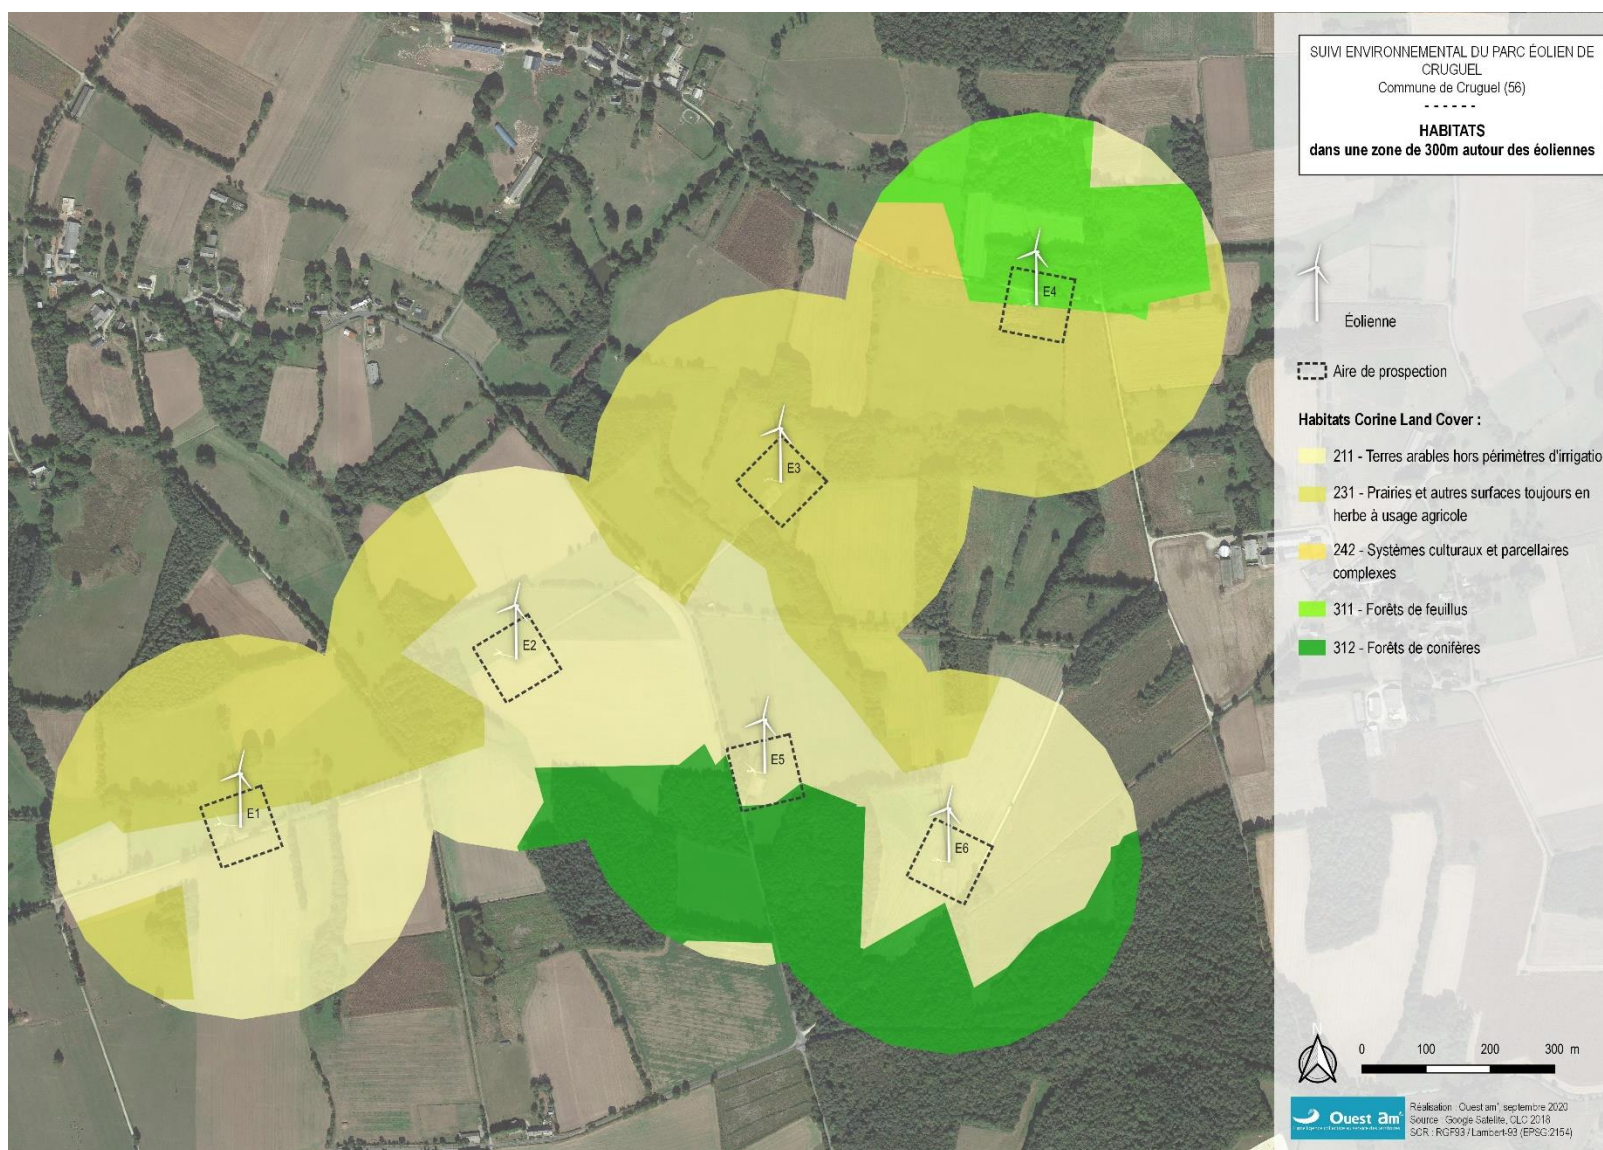 SUIVI ENVIRONNEMENTAL DU PARC ÉOLIEN DE
CRUGUEL
Commune de Cruguel (56)
- - - - - -
HABITATS
dans une zone de 300m autour des éoliennes
Éolienne
Aire de prospection
Habitats Corine Land Cover :
211 - Terres arables hors périmètres d'irrigatio
231 - Prairies et autres surfaces toujours en
herbe à usage agricole
242 - Systèmes culturaux et parcellaires
complexes
311 - Forêts de feuillus
312 - Forêts de conifères
E4
E3
E2
E5
E1
E6
N
0 100 200 300 m
Ouest am'
Réalisation : Ouest am', septembre 2020
Source : Google Satellite, CLC 2018
SCR : RGF93 / Lambert-93 (EPSG:2154)